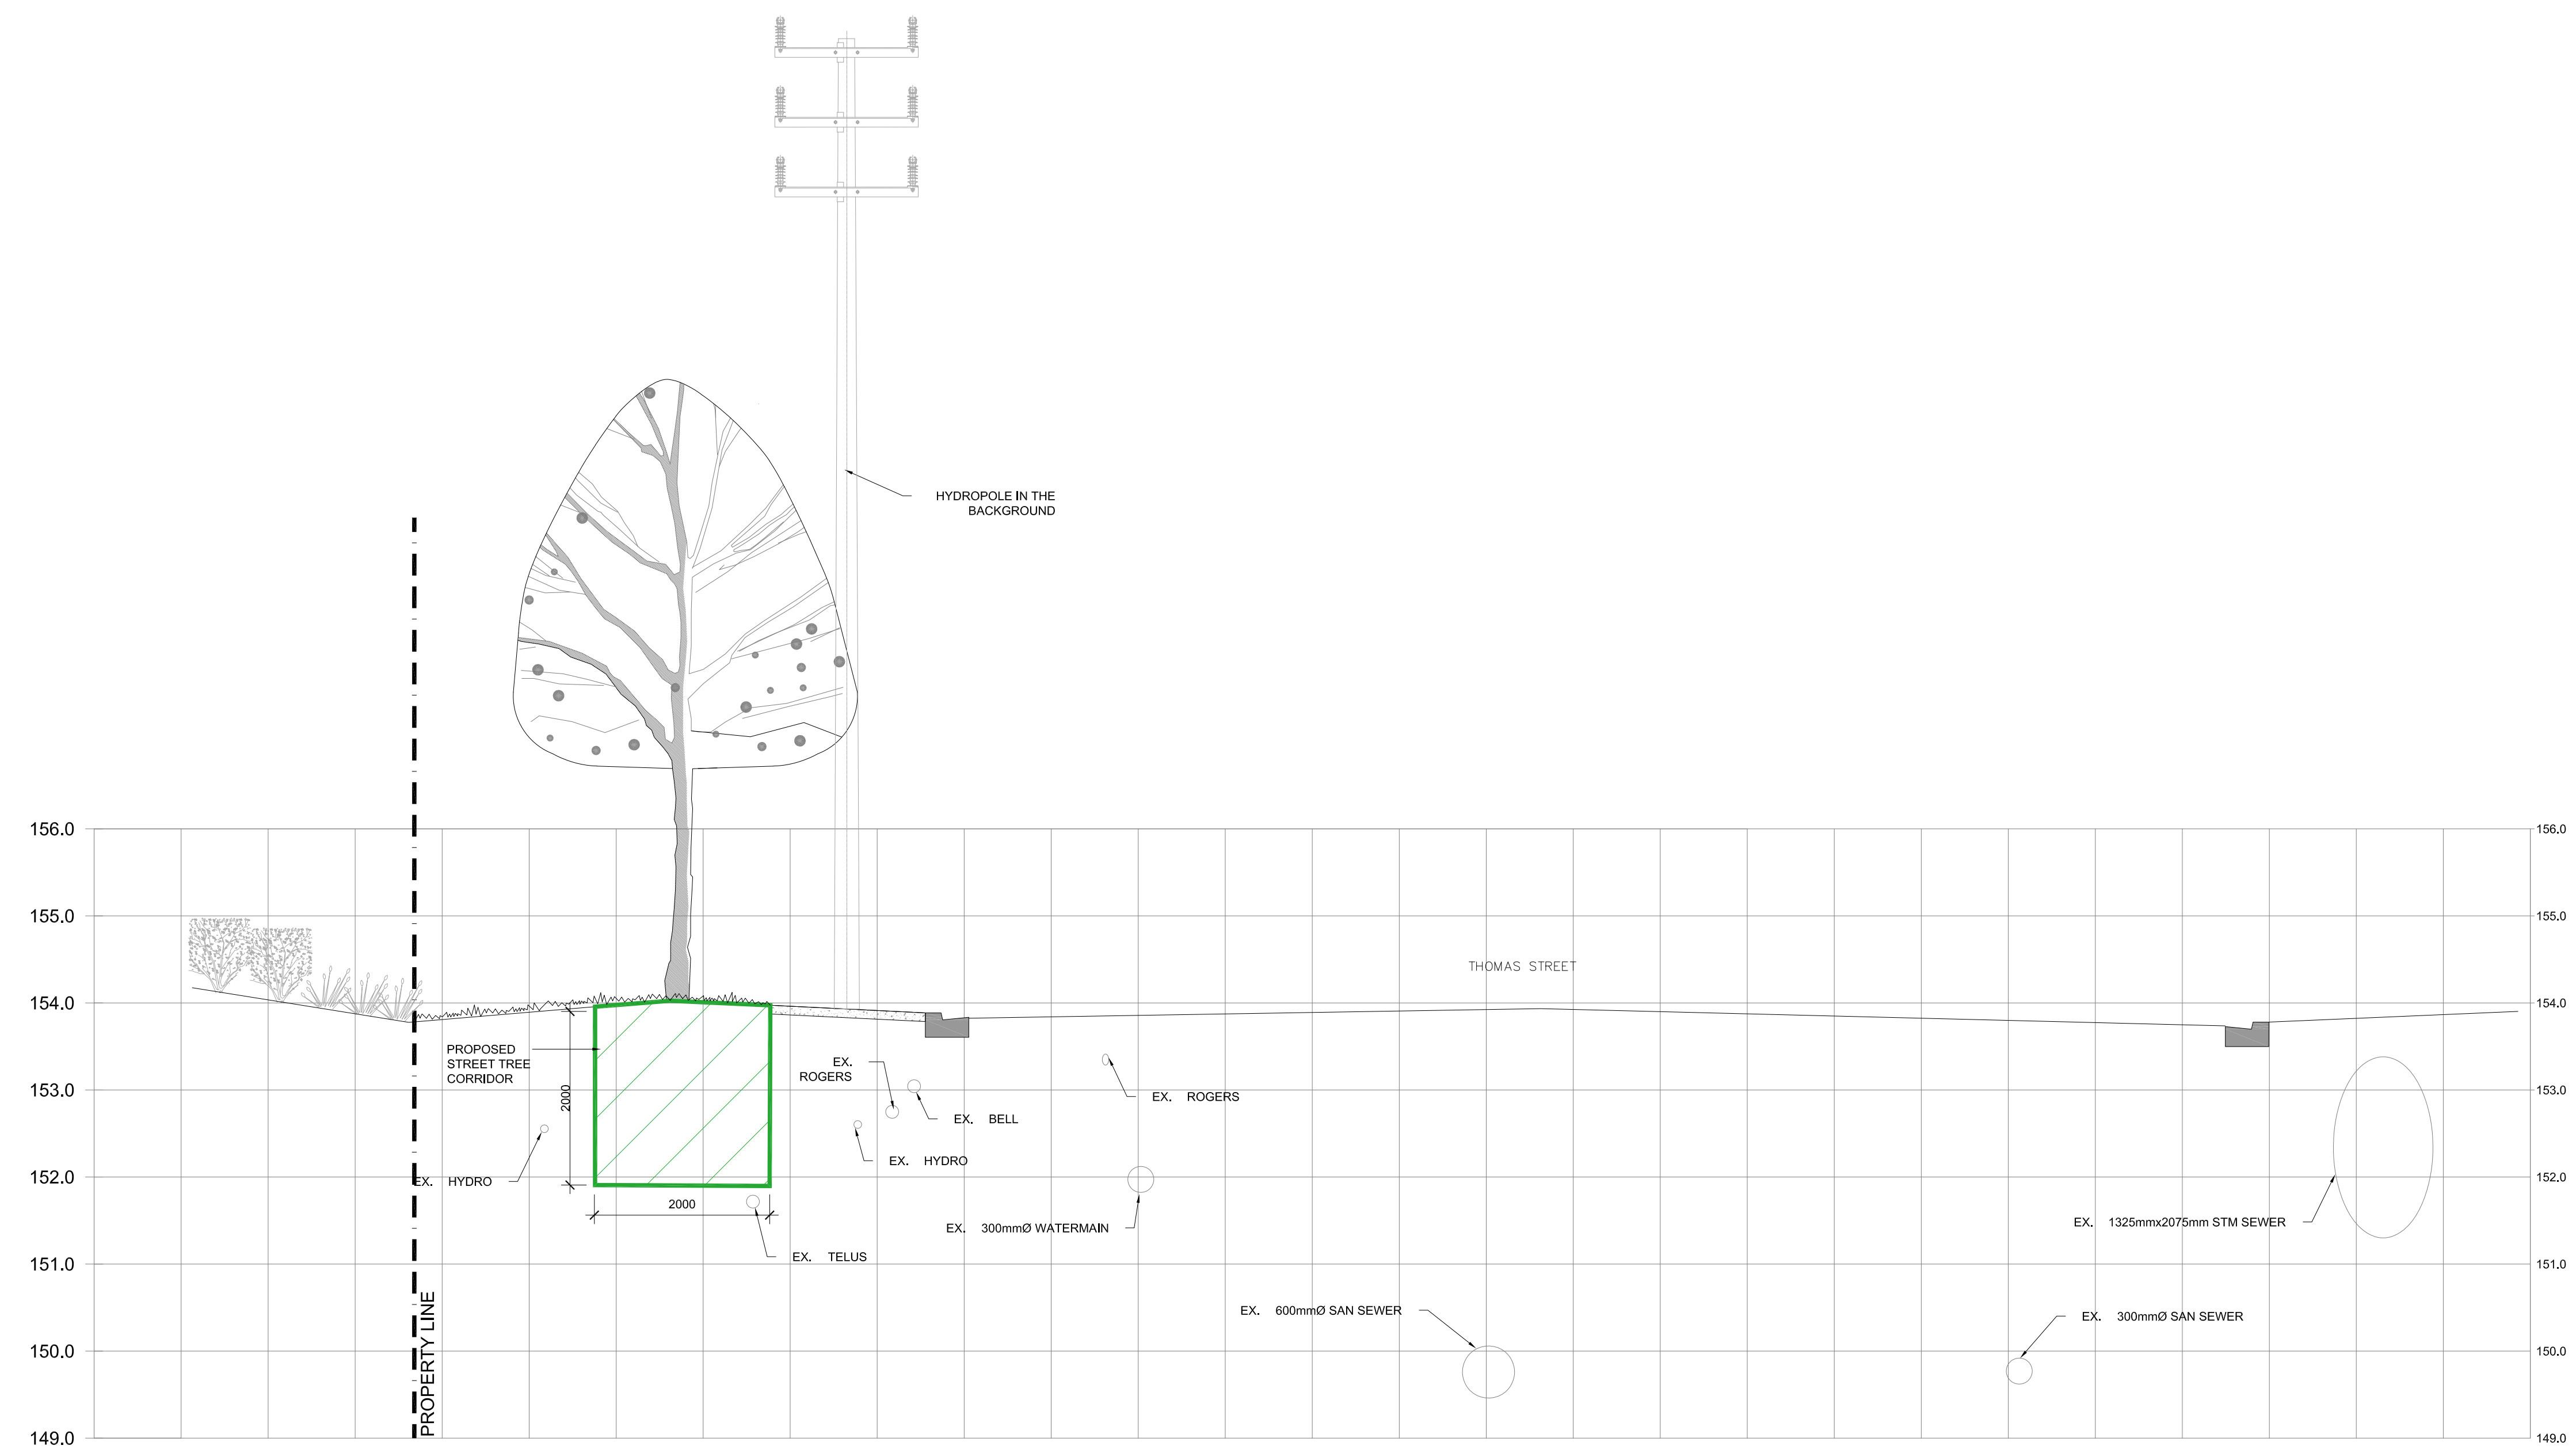 HYDROPOLE IN THE
BACKGROUND
156.0
156.0
155.0
155.0
THOMAS STREET
154.0
154.0
PROPOSED
STREET TREE
CORRIDOR
2000
EX. ROGERS
153.0
153.0
EX. ROGERS
EX. BELL
EX. HYDRO
EX. HYDRO
152.0
152.0
2000
EX. 300mmØ WATERMAIN
EX. 1325mmx2075mm STM SEWER
EX. TELUS
151.0
151.0
EX. 600mmØ SAN SEWER
EX. 300mmØ SAN SEWER
PROPERTY LINE
150.0
150.0
149.0
149.0